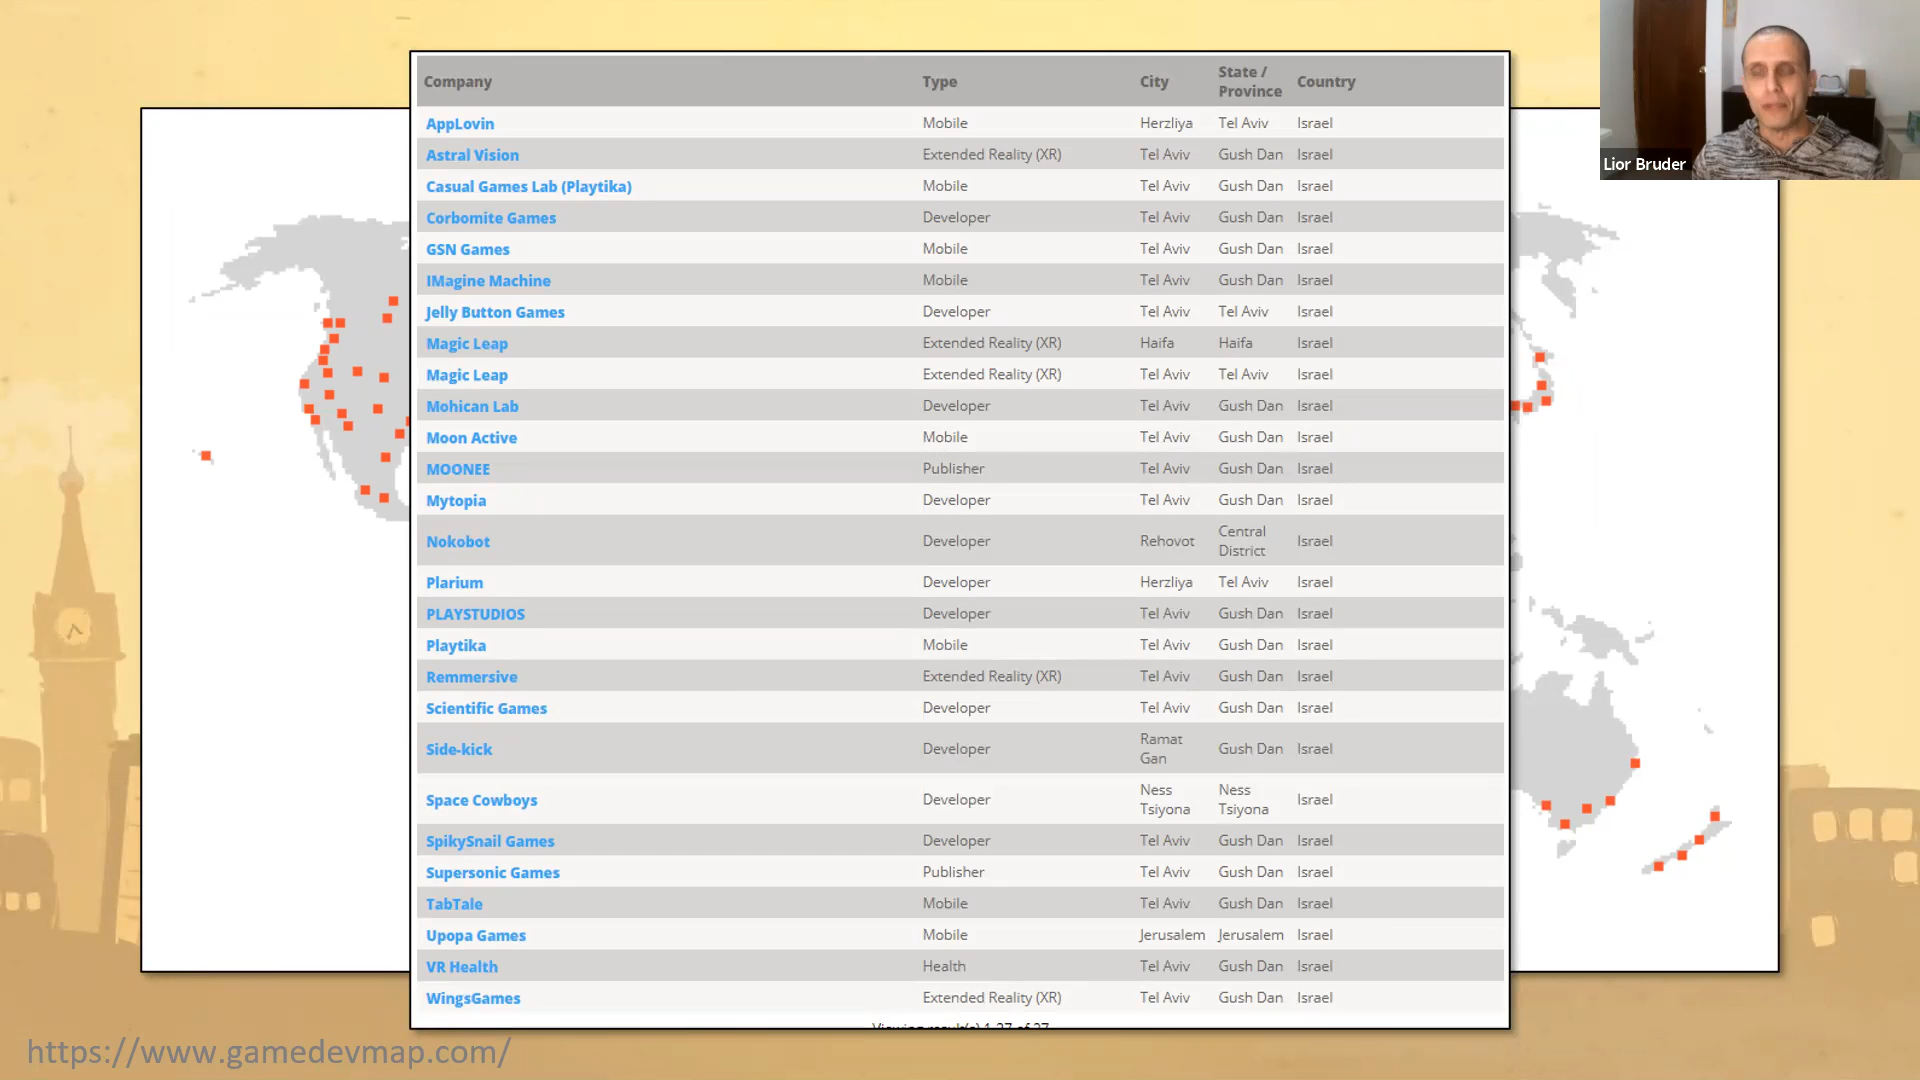 Company Type City State / Province Country
AppLovin Mobile Herzliya Tel Aviv Israel
Astral Vision Extended Reality (XR) Tel Aviv Gush Dan Israel
Casual Games Lab (Playtika) Mobile Tel Aviv Gush Dan Israel
Corbomite Games Developer Tel Aviv Gush Dan Israel
GSN Games Mobile Tel Aviv Gush Dan Israel
IMagine Machine Mobile Tel Aviv Gush Dan Israel
Jelly Button Games Developer Tel Aviv Tel Aviv Israel
Magic Leap Extended Reality (XR) Haifa Haifa Israel
Magic Leap Extended Reality (XR) Tel Aviv Tel Aviv Israel
Mohican Lab Developer Tel Aviv Gush Dan Israel
Moon Active Mobile Tel Aviv Gush Dan Israel
MOONEE Publisher Tel Aviv Gush Dan Israel
Mytopia Developer Tel Aviv Gush Dan Israel
Nokobot Developer Rehovot Central District Israel
Plarium Developer Herzliya Tel Aviv Israel
PLAYSTUDIOS Developer Tel Aviv Gush Dan Israel
Playtika Mobile Tel Aviv Gush Dan Israel
Remmersive Extended Reality (XR) Tel Aviv Gush Dan Israel
Scientific Games Developer Tel Aviv Gush Dan Israel
Side-kick Developer Ramat Gan Gush Dan Israel
Space Cowboys Developer Ness Tsiyona Ness Tsiyona Israel
SpikySnail Games Developer Tel Aviv Gush Dan Israel
Supersonic Games Publisher Tel Aviv Gush Dan Israel
TabTale Mobile Tel Aviv Gush Dan Israel
Upopa Games Mobile Jerusalem Jerusalem Israel
VR Health Health Tel Aviv Gush Dan Israel
WingsGames Extended Reality (XR) Tel Aviv Gush Dan Israel
Viewing result(s) 1-27 of 27
https://www.gamedevmap.com/
Lior Bruder